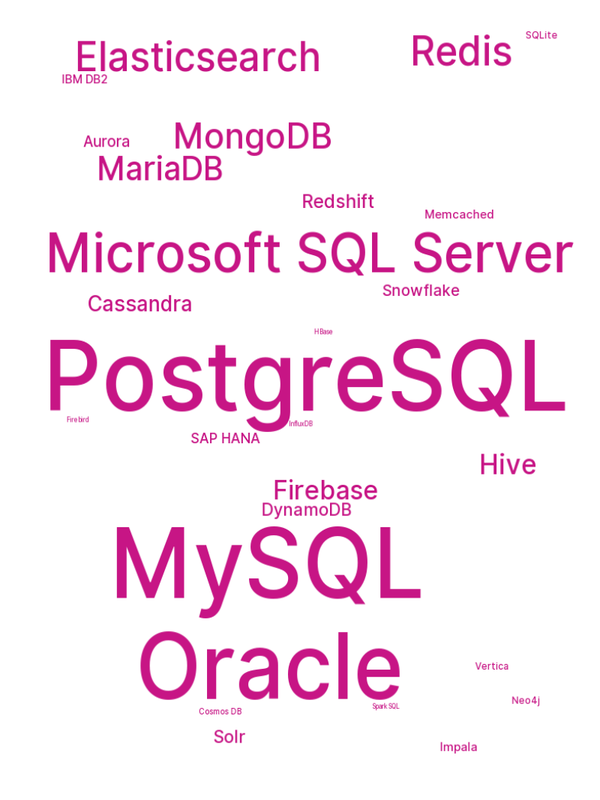 Elasticsearch
Redis
SQLite
IBM DB2
Aurora
MongoDB
MariaDB
Redshift
Memcached
Microsoft SQL Server
Snowflake
Cassandra
HBase
PostgreSQL
Firebird
InfluxDB
SAP HANA
Hive
Firebase
DynamoDB
MySQL
Oracle
Vertica
Neo4j
Spark SQL
Cosmos DB
Solr
Impala